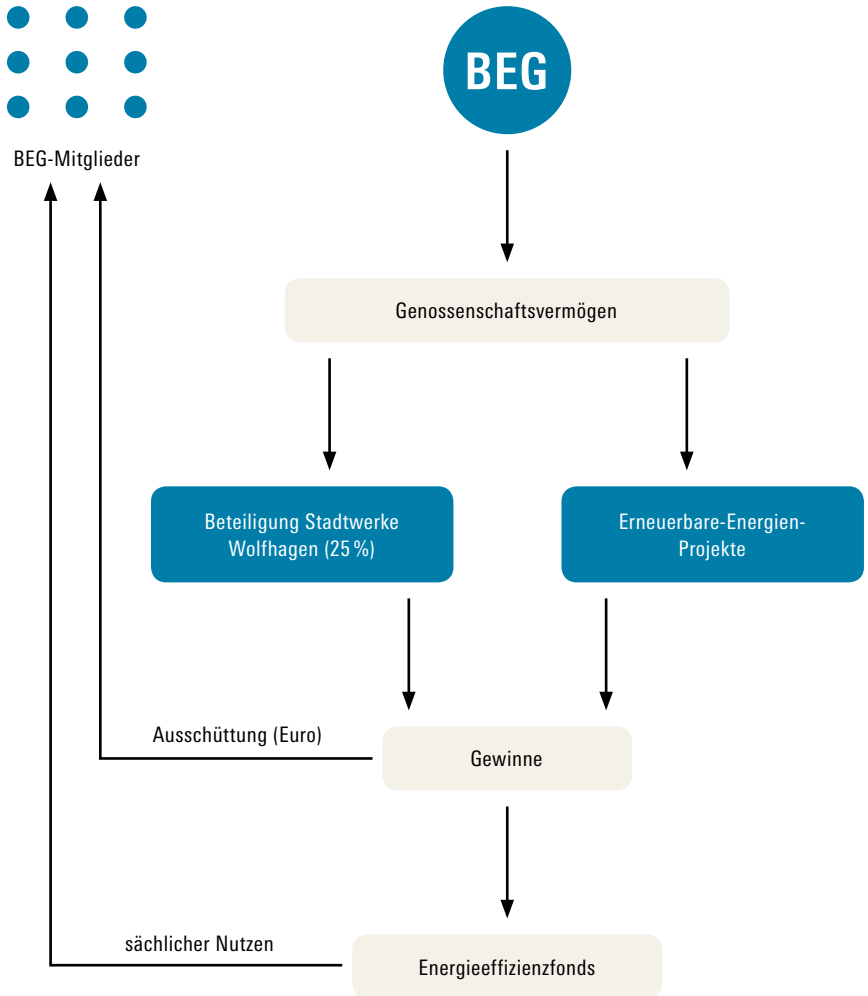 BEG
BEG-Mitglieder
Genossenschaftsvermögen
Beteiligung Stadtwerke
Wolfhagen (25 %)
Erneuerbare-Energien-
Projekte
Ausschüttung (Euro)
Gewinne
sächlicher Nutzen
Energieeffizienzfonds